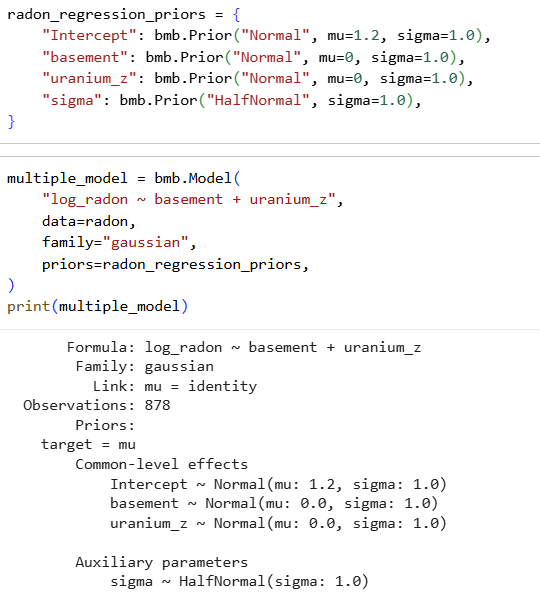 radon_regression_priors = {
    "Intercept": bmb.Prior("Normal", mu=1.2, sigma=1.0),
    "basement": bmb.Prior("Normal", mu=0, sigma=1.0),
    "uranium_z": bmb.Prior("Normal", mu=0, sigma=1.0),
    "sigma": bmb.Prior("HalfNormal", sigma=1.0),
}
multiple_model = bmb.Model(
    "log_radon ~ basement + uranium_z",
    data=radon,
    family="gaussian",
    priors=radon_regression_priors,
)
print(multiple_model)
       Formula: log_radon ~ basement + uranium_z
        Family: gaussian
          Link: mu = identity
  Observations: 878
        Priors:
    target = mu
        Common-level effects
            Intercept ~ Normal(mu: 1.2, sigma: 1.0)
            basement ~ Normal(mu: 0.0, sigma: 1.0)
            uranium_z ~ Normal(mu: 0.0, sigma: 1.0)

        Auxiliary parameters
            sigma ~ HalfNormal(sigma: 1.0)